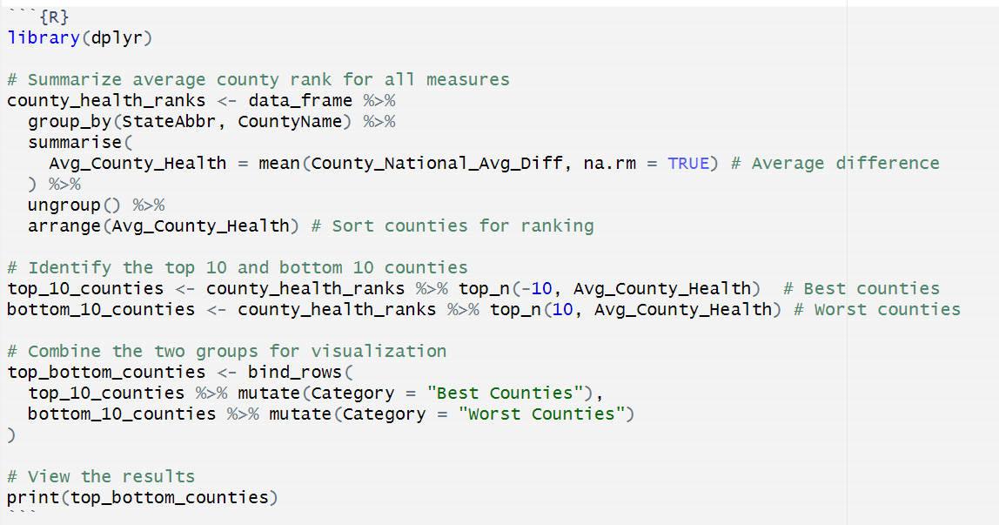 ```{R}
library(dplyr)

# Summarize average county rank for all measures
county_health_ranks <- data_frame %>%
  group_by(StateAbbr, CountyName) %>%
  summarise(
    Avg_County_Health = mean(County_National_Avg_Diff, na.rm = TRUE) # Average difference
  ) %>%
  ungroup() %>%
  arrange(Avg_County_Health) # Sort counties for ranking

# Identify the top 10 and bottom 10 counties
top_10_counties <- county_health_ranks %>% top_n(-10, Avg_County_Health)  # Best counties
bottom_10_counties <- county_health_ranks %>% top_n(10, Avg_County_Health) # Worst counties

# Combine the two groups for visualization
top_bottom_counties <- bind_rows(
  top_10_counties %>% mutate(Category = "Best Counties"),
  bottom_10_counties %>% mutate(Category = "Worst Counties")
)

# View the results
print(top_bottom_counties)
```